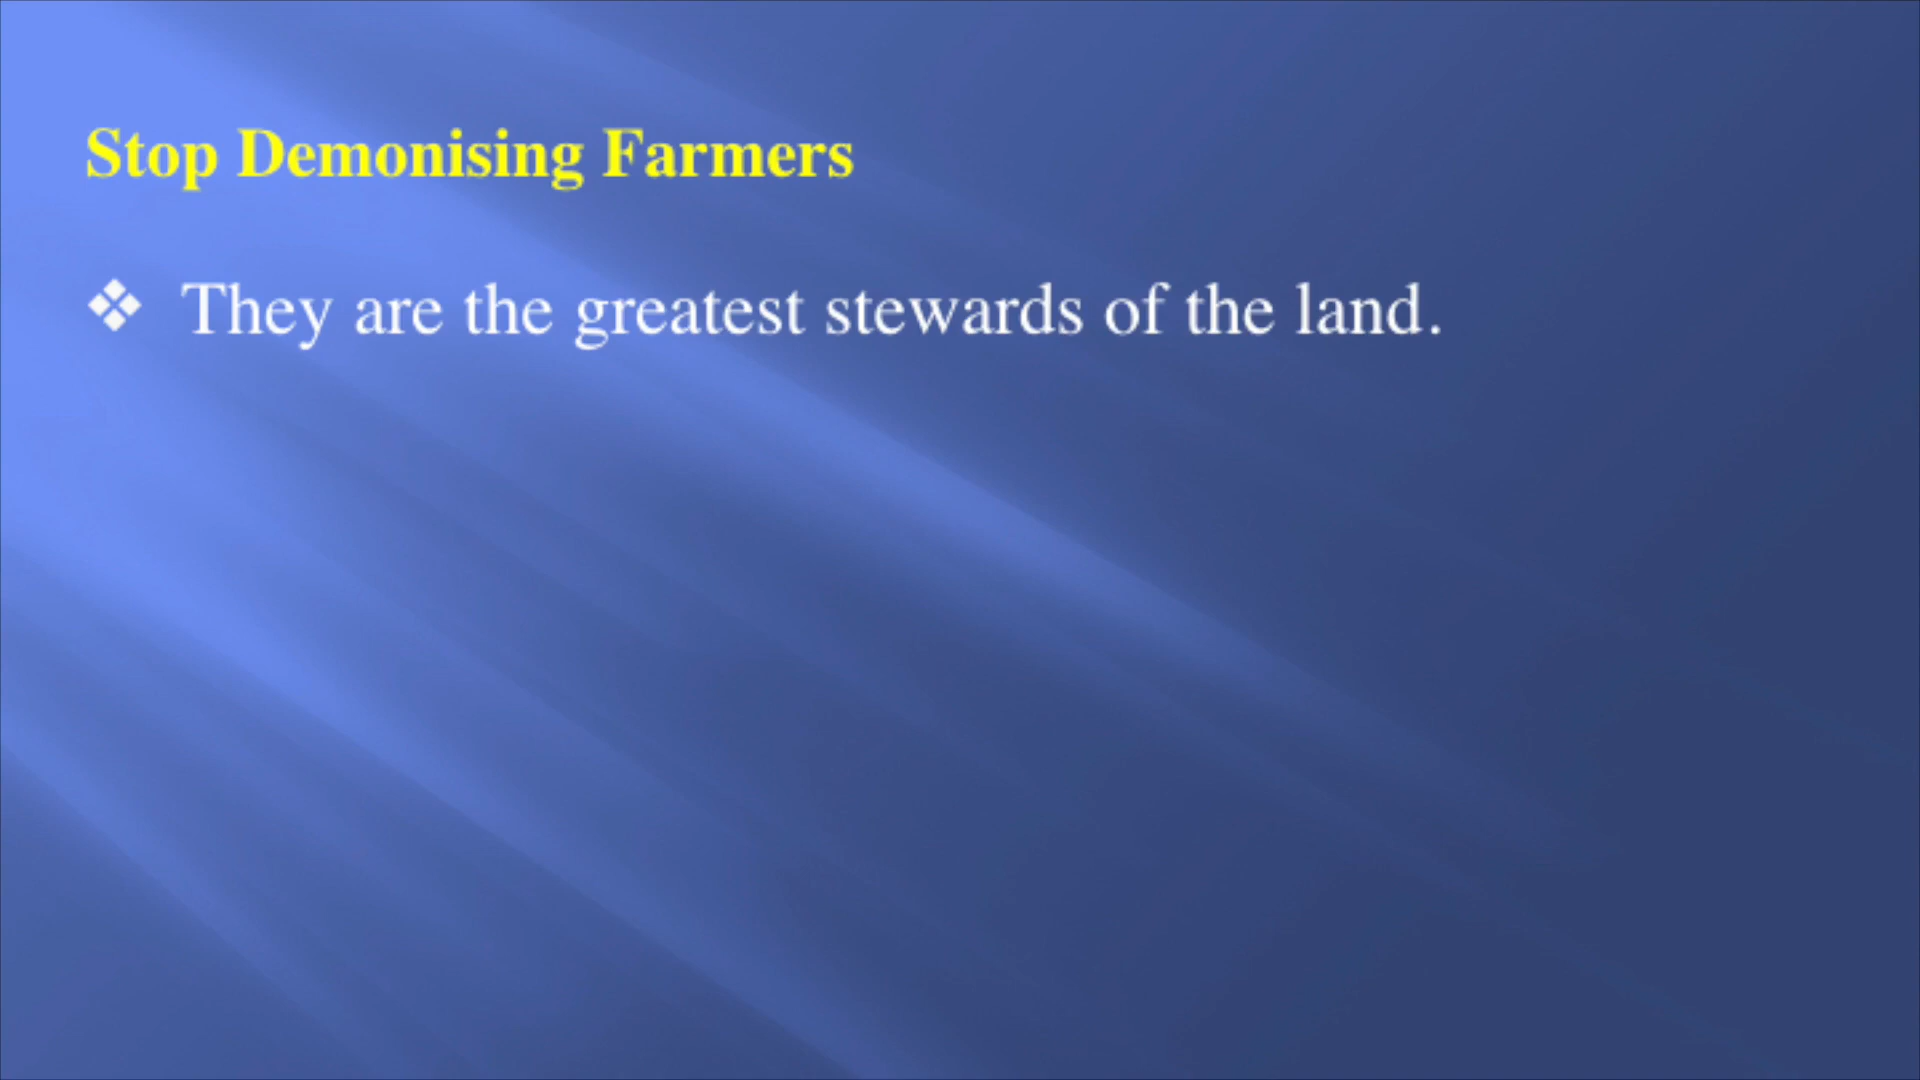 Stop Demonising Farmers
❖ They are the greatest stewards of the land.